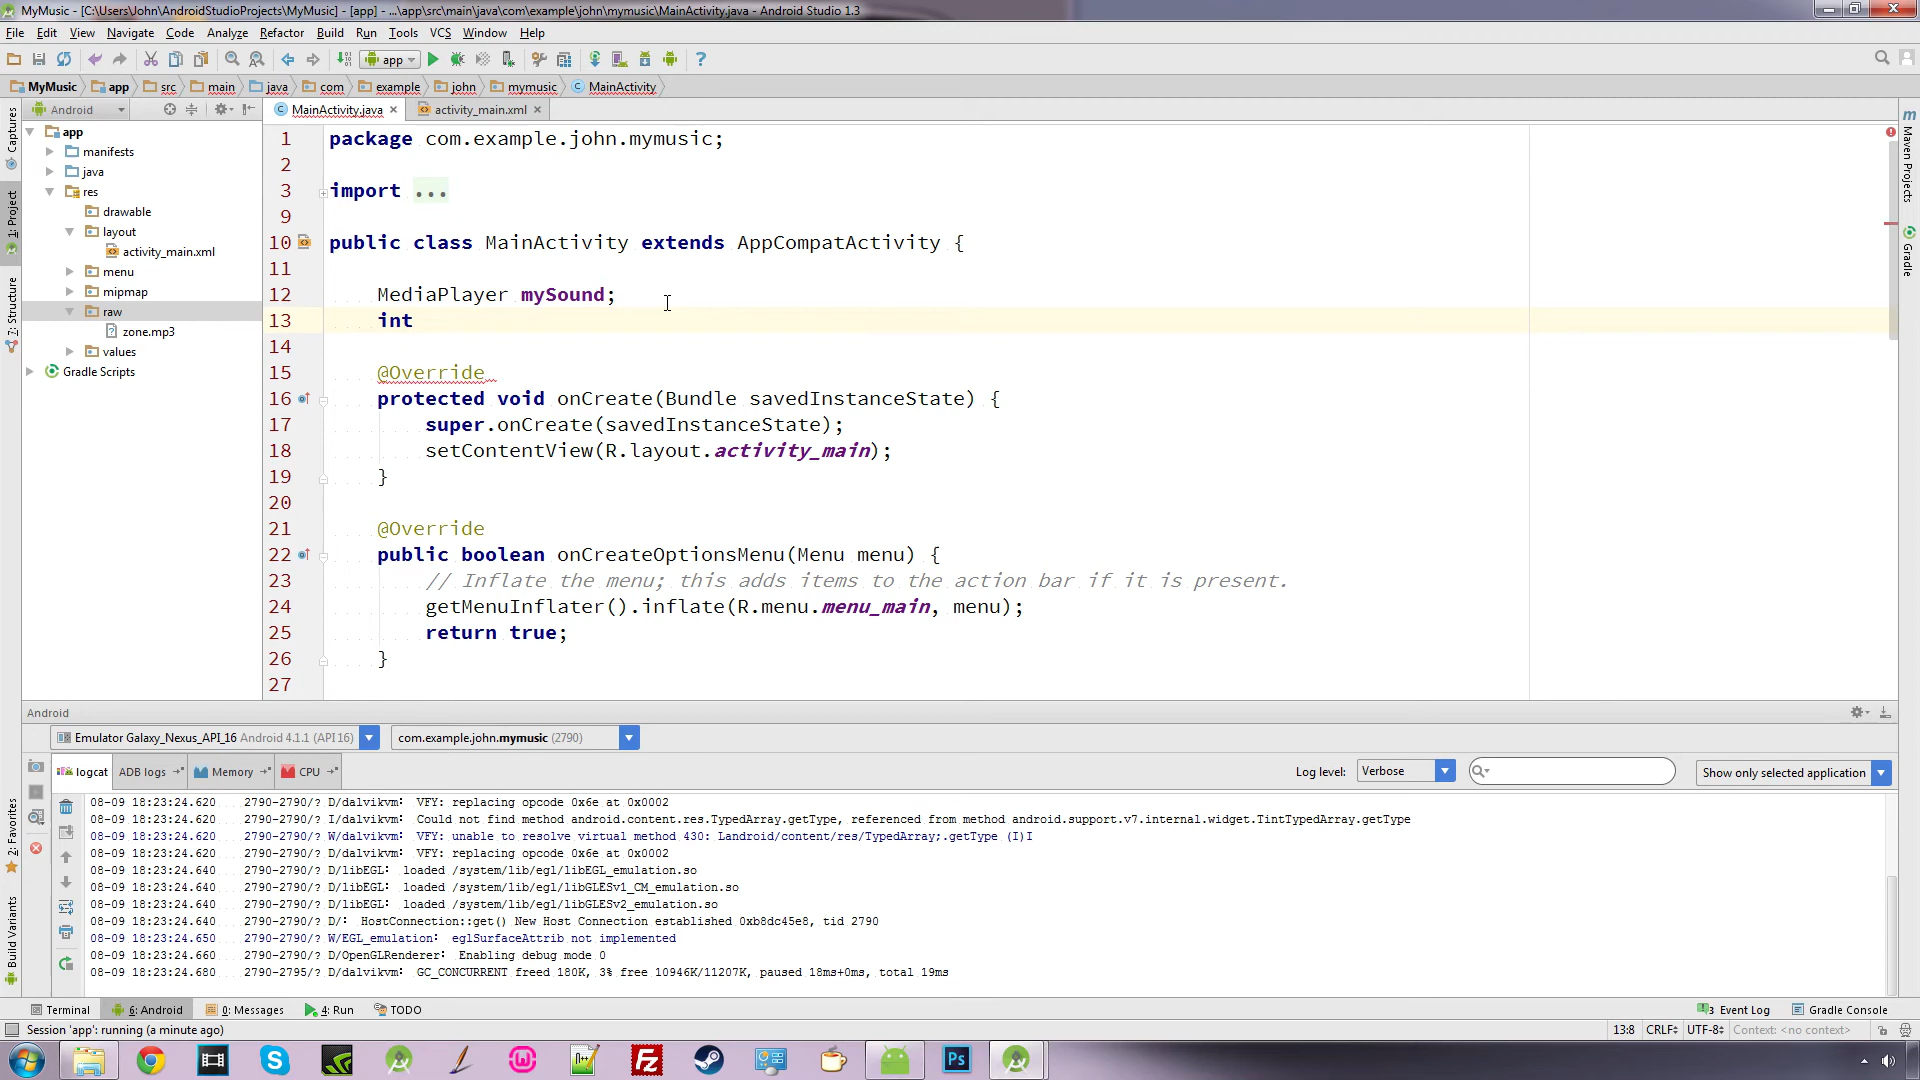 MyMusic - [C:\Users\John\AndroidStudioProjects\MyMusic] - [app] - ...\app\src\main\java\com\example\john\mymusic\MainActivity.java - Android Studio 1.3
File Edit View Navigate Code Analyze Refactor Build Run Tools VCS Window Help
app
MyMusic app src main java com example john mymusic MainActivity
Android
MainActivity.java activity_main.xml
Captures
1: Project
7: Structure
2: Favorites
Build Variants
Maven Projects
Gradle
app
manifests
java
res
drawable
layout
activity_main.xml
menu
mipmap
raw
zone.mp3
values
Gradle Scripts
1 package com.example.john.mymusic;
2
3 import ...
9
10 public class MainActivity extends AppCompatActivity {
11
12 MediaPlayer mySound;
13 int
14
15 @Override
16 protected void onCreate(Bundle savedInstanceState) {
17 super.onCreate(savedInstanceState);
18 setContentView(R.layout.activity_main);
19 }
20
21 @Override
22 public boolean onCreateOptionsMenu(Menu menu) {
23 // Inflate the menu; this adds items to the action bar if it is present.
24 getMenuInflater().inflate(R.menu.menu_main, menu);
25 return true;
26 }
27
Android
Emulator Galaxy_Nexus_API_16 Android 4.1.1 (API 16) com.example.john.mymusic (2790)
logcat ADB logs Memory CPU Log level: Verbose Show only selected application
08-09 18:23:24.620 2790-2790/? D/dalvikvm: VFY: replacing opcode 0x6e at 0x0002
08-09 18:23:24.620 2790-2790/? I/dalvikvm: Could not find method android.content.res.TypedArray.getType, referenced from method android.support.v7.internal.widget.TintTypedArray.getType
08-09 18:23:24.620 2790-2790/? W/dalvikvm: VFY: unable to resolve virtual method 430: Landroid/content/res/TypedArray;.getType (I)I
08-09 18:23:24.620 2790-2790/? D/dalvikvm: VFY: replacing opcode 0x6e at 0x0002
08-09 18:23:24.640 2790-2790/? D/libEGL: loaded /system/lib/egl/libEGL_emulation.so
08-09 18:23:24.640 2790-2790/? D/libEGL: loaded /system/lib/egl/libGLESv1_CM_emulation.so
08-09 18:23:24.640 2790-2790/? D/libEGL: loaded /system/lib/egl/libGLESv2_emulation.so
08-09 18:23:24.640 2790-2790/? D/: HostConnection::get() New Host Connection established 0xb8dc45e8, tid 2790
08-09 18:23:24.650 2790-2790/? W/EGL_emulation: eglSurfaceAttrib not implemented
08-09 18:23:24.660 2790-2790/? D/OpenGLRenderer: Enabling debug mode 0
08-09 18:23:24.680 2790-2795/? D/dalvikvm: GC_CONCURRENT freed 180K, 3% free 10946K/11207K, paused 18ms+0ms, total 19ms
Terminal 6: Android 0: Messages 4: Run TODO 3 Event Log Gradle Console
Session 'app': running (a minute ago) 13:8 CRLF UTF-8 Context: <no context>
Fz Ps